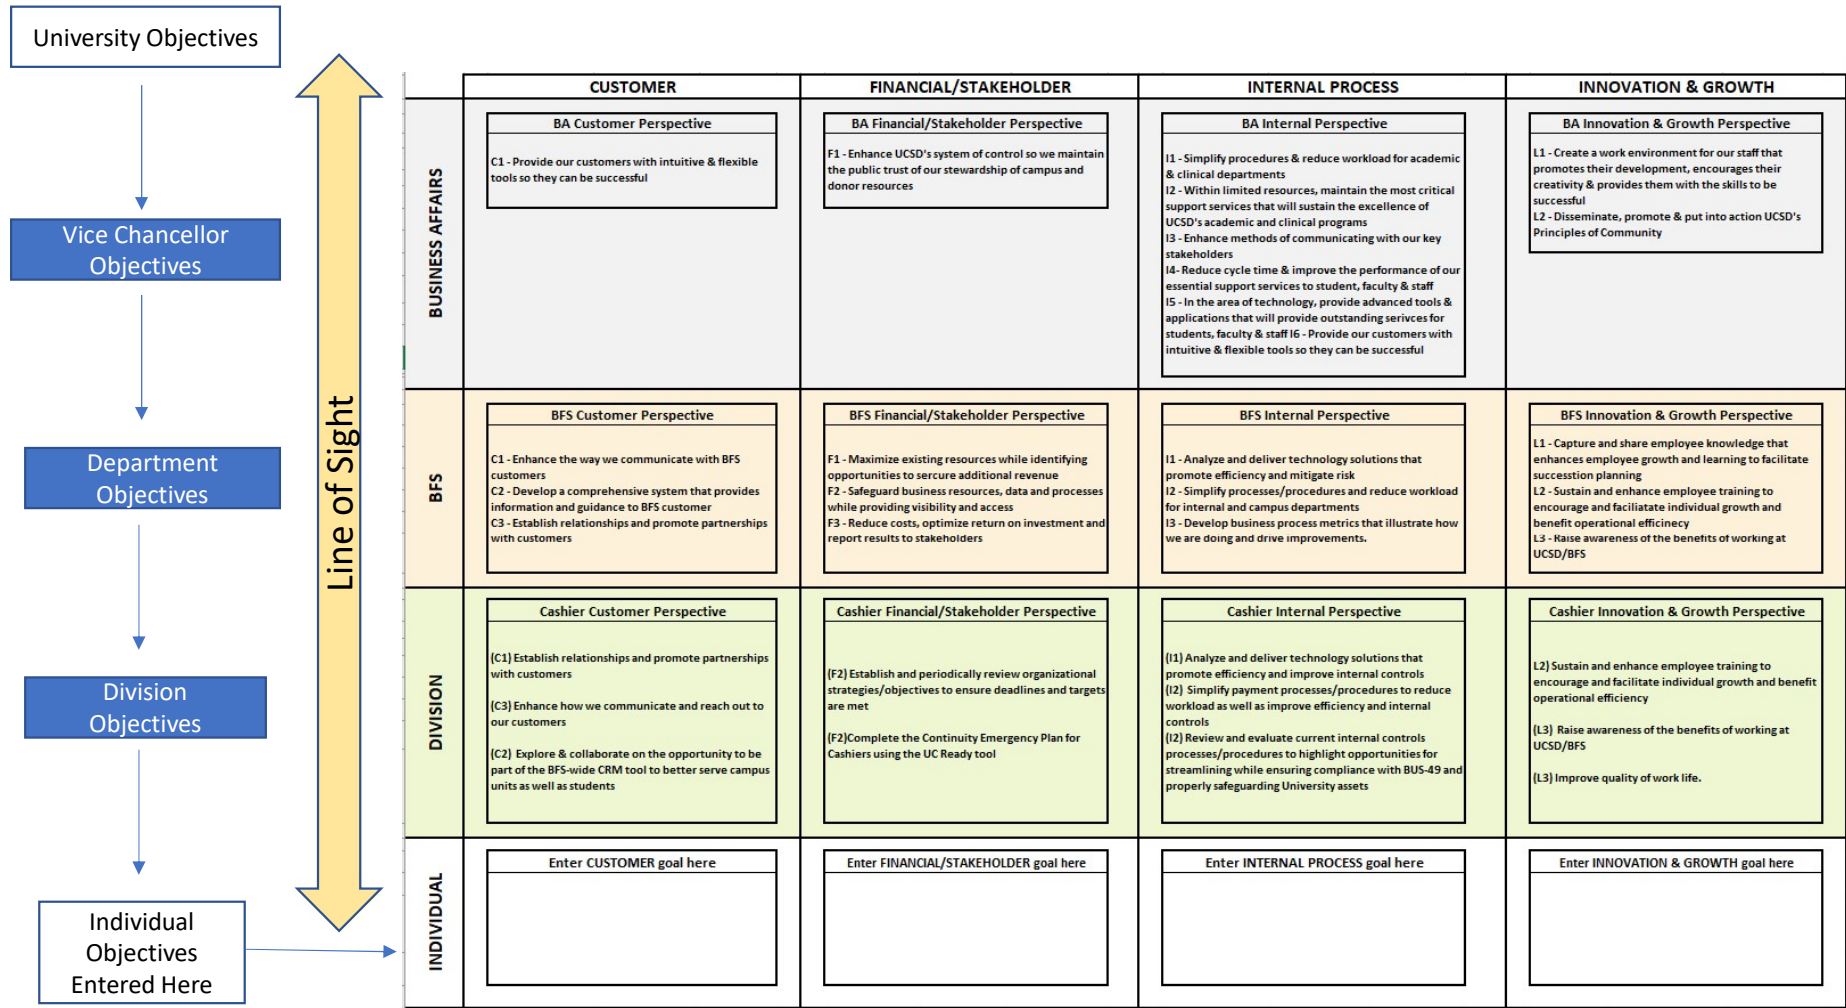 University Objectives
Vice Chancellor
Objectives
Department
Objectives
Division
Objectives
Individual
Objectives
Entered Here
Line of Sight
CUSTOMER
FINANCIAL/STAKEHOLDER
INTERNAL PROCESS
INNOVATION & GROWTH
BUSINESS AFFAIRS
BA Customer Perspective
C1 - Provide our customers with intuitive & flexible
tools so they can be successful
BA Financial/Stakeholder Perspective
F1 - Enhance UCSD's system of control so we maintain
the public trust of our stewardship of campus and
donor resources
BA Internal Perspective
I1 - Simplify procedures & reduce workload for academic
& clinical departments
I2 - Within limited resources, maintain the most critical
support services that will sustain the excellence of
UCSD's academic and clinical programs
I3 - Enhance methods of communicating with our key
stakeholders
I4- Reduce cycle time & improve the performance of our
essential support services to student, faculty & staff
I5 - In the area of technology, provide advanced tools &
applications that will provide outstanding serivces for
students, faculty & staff I6 - Provide our customers with
intuitive & flexible tools so they can be successful
BA Innovation & Growth Perspective
L1 - Create a work environment for our staff that
promotes their development, encourages their
creativity & provides them with the skills to be
successful
L2 - Disseminate, promote & put into action UCSD's
Principles of Community
BFS
BFS Customer Perspective
C1 - Enhance the way we communicate with BFS
customers
C2 - Develop a comprehensive system that provides
information and guidance to BFS customer
C3 - Establish relationships and promote partnerships
with customers
BFS Financial/Stakeholder Perspective
F1 - Maximize existing resources while identifying
opportunities to sercure additional revenue
F2 - Safeguard business resources, data and processes
while providing visibility and access
F3 - Reduce costs, optimize return on investment and
report results to stakeholders
BFS Internal Perspective
I1 - Analyze and deliver technology solutions that
promote efficiency and mitigate risk
I2 - Simplify processes/procedures and reduce workload
for internal and campus departments
I3 - Develop business process metrics that illustrate how
we are doing and drive improvements.
BFS Innovation & Growth Perspective
L1 - Capture and share employee knowledge that
enhances employee growth and learning to facilitate
successtion planning
L2 - Sustain and enhance employee training to
encourage and faciliatate individual growth and
benefit operational efficinecy
L3 - Raise awareness of the benefits of working at
UCSD/BFS
DIVISION
Cashier Customer Perspective
(C1) Establish relationships and promote partnerships
with customers
(C3) Enhance how we communicate and reach out to
our customers
(C2) Explore & collaborate on the opportunity to be
part of the BFS-wide CRM tool to better serve campus
units as well as students
Cashier Financial/Stakeholder Perspective
(F2) Establish and periodically review organizational
strategies/objectives to ensure deadlines and targets
are met
(F2)Complete the Continuity Emergency Plan for
Cashiers using the UC Ready tool
Cashier Internal Perspective
(I1) Analyze and deliver technology solutions that
promote efficiency and improve internal controls
(I2) Simplify payment processes/procedures to reduce
workload as well as improve efficiency and internal
controls
(I2) Review and evaluate current internal controls
processes/procedures to highlight opportunities for
streamlining while ensuring compliance with BUS-49 and
properly safeguarding University assets
Cashier Innovation & Growth Perspective
L2) Sustain and enhance employee training to
encourage and facilitate individual growth and benefit
operational efficiency
(L3) Raise awareness of the benefits of working at
UCSD/BFS
(L3) Improve quality of work life.
INDIVIDUAL
Enter CUSTOMER goal here
Enter FINANCIAL/STAKEHOLDER goal here
Enter INTERNAL PROCESS goal here
Enter INNOVATION & GROWTH goal here